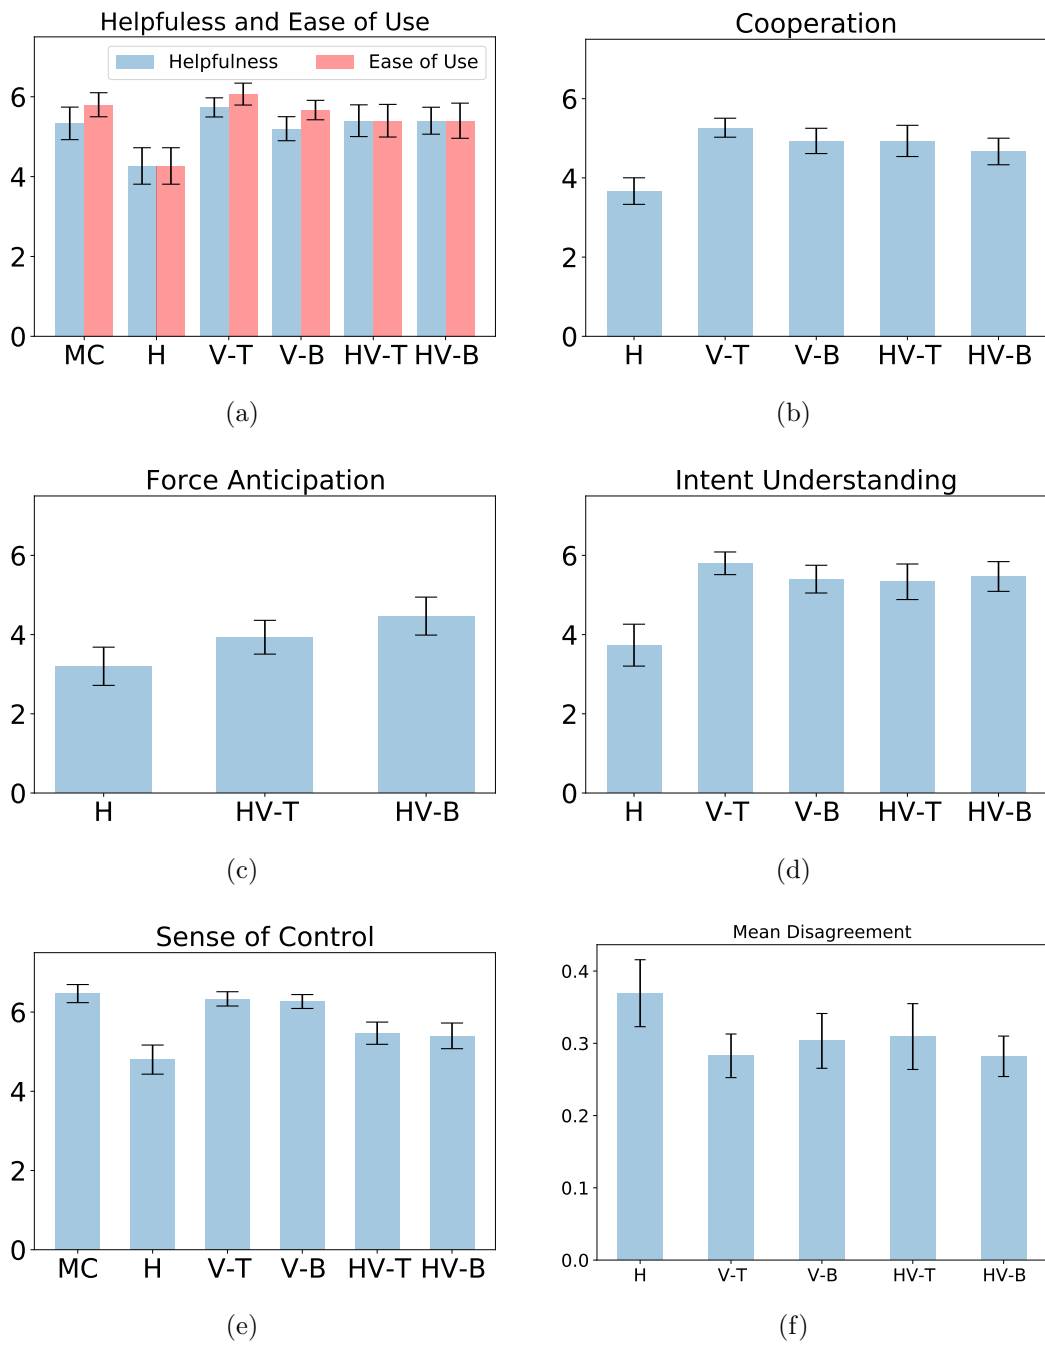 Helpfuless and Ease of Use
Helpfulness
Ease of Use
6
4
2
0
MC H V-T V-B HV-T HV-B
(a)
Cooperation
6
4
2
0
H V-T V-B HV-T HV-B
(b)
Force Anticipation
6
4
2
0
H HV-T HV-B
(c)
Intent Understanding
6
4
2
0
H V-T V-B HV-T HV-B
(d)
Sense of Control
6
4
2
0
MC H V-T V-B HV-T HV-B
(e)
Mean Disagreement
0.4
0.3
0.2
0.1
0.0
H V-T V-B HV-T HV-B
(f)